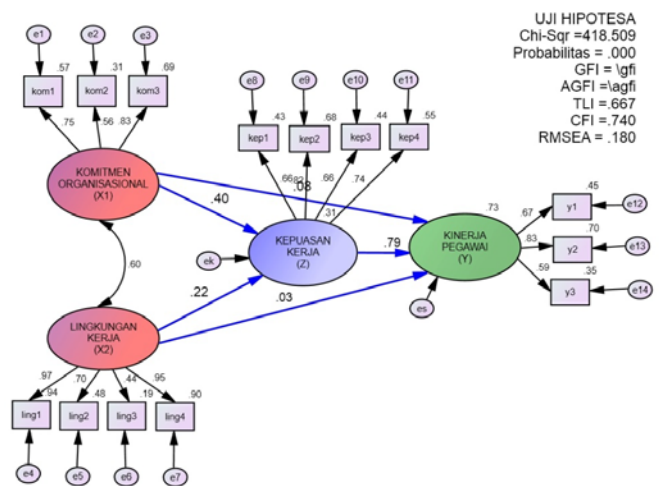 UJI HIPOTESA
Chi-Sqr =418.509
Probabilitas = .000
GFI = \gfi
AGFI =\agfi
TLI =.667
CFI =.740
RMSEA =.180
e1
e2
e3
.57
.31
.69
kom1
kom2
kom3
.75
.56
.83
KOMITMEN
ORGANISASIONAL
(X1)
e8
e9
e10
e11
.43
.68
.44
.55
kep1
kep2
kep3
kep4
.66
.82
.66
.74
.08
.40
.31
KEPUASAN
KERJA
(Z)
ek
.79
.73
KINERJA
PEGAWAI
(Y)
es
.67
.83
.59
.45
y1
e12
.70
y2
e13
.35
y3
e14
.60
.22
.03
LINGKUNGAN
KERJA
(X2)
.97
.70
.44
.95
.94
.48
.19
.90
ling1
ling2
ling3
ling4
e4
e5
e6
e7